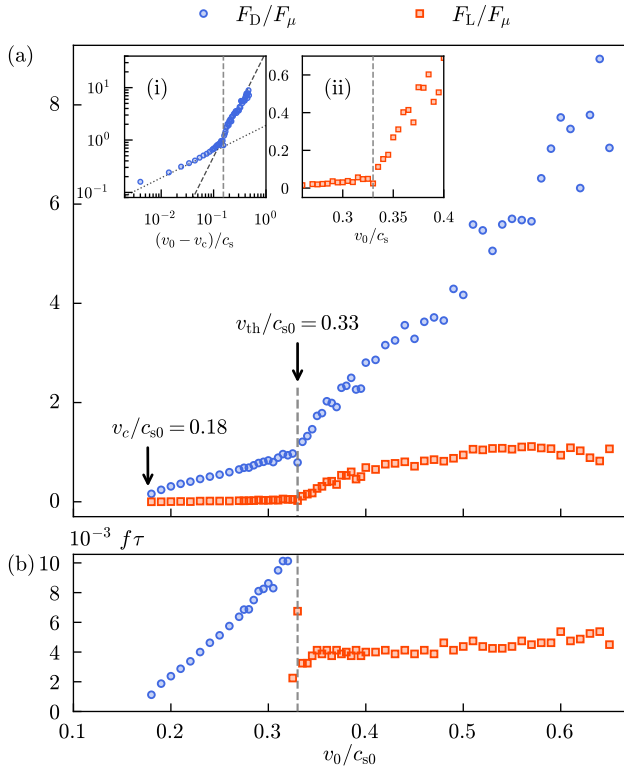 F_D/F_μ F_L/F_μ
(a)
8
6
4
2
0
(i)
10^1
10^0
10^−1
10^−2 10^−1 10^0
(v_0 − v_c)/c_s
(ii)
0.6
0.4
0.2
0
0.3 0.35 0.4
v_0/c_s
v_th/c_s0 = 0.33
v_c/c_s0 = 0.18
10^−3 fτ
(b)
10
8
6
4
2
0
0.1 0.2 0.3 0.4 0.5 0.6
v_0/c_s0